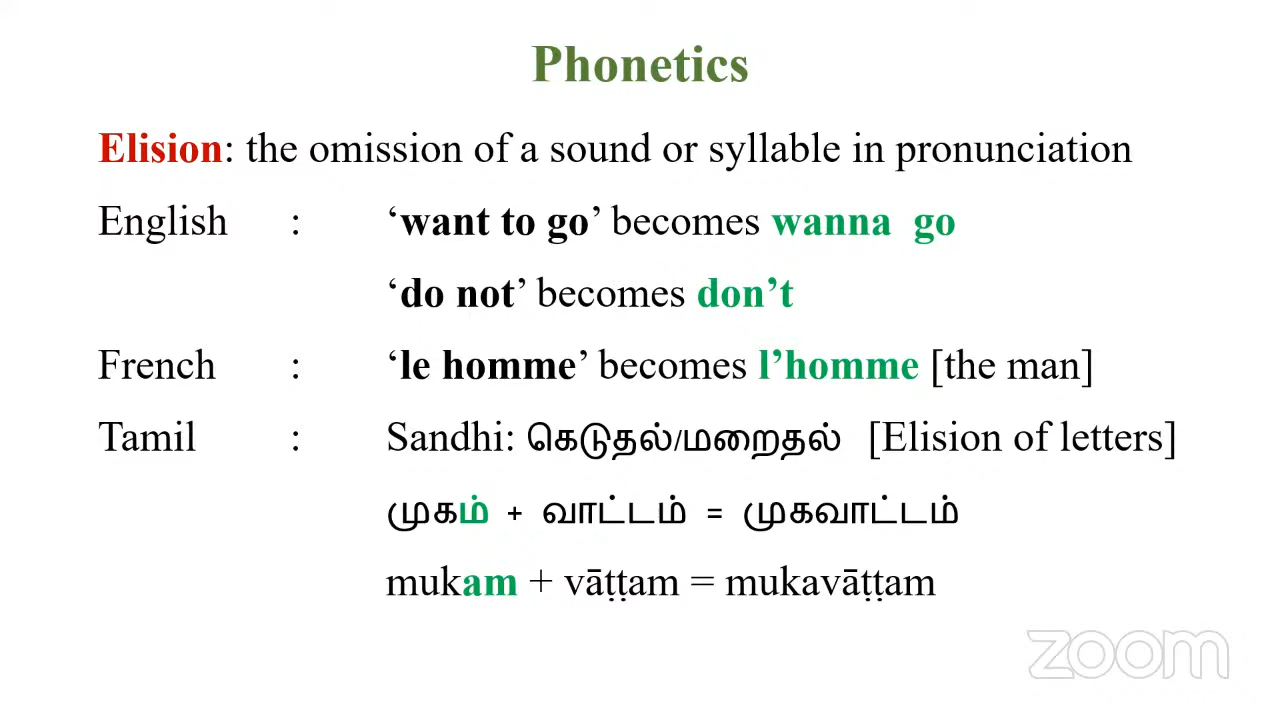 Phonetics
Elision: the omission of a sound or syllable in pronunciation
English : ‘want to go’ becomes wanna go
‘do not’ becomes don’t
French : ‘le homme’ becomes l’homme [the man]
Tamil : Sandhi: கெடுதல்/மறைதல் [Elision of letters]
முகம் + வாட்டம் = முகவாட்டம்
mukam + vāṭṭam = mukavāṭṭam
zoom